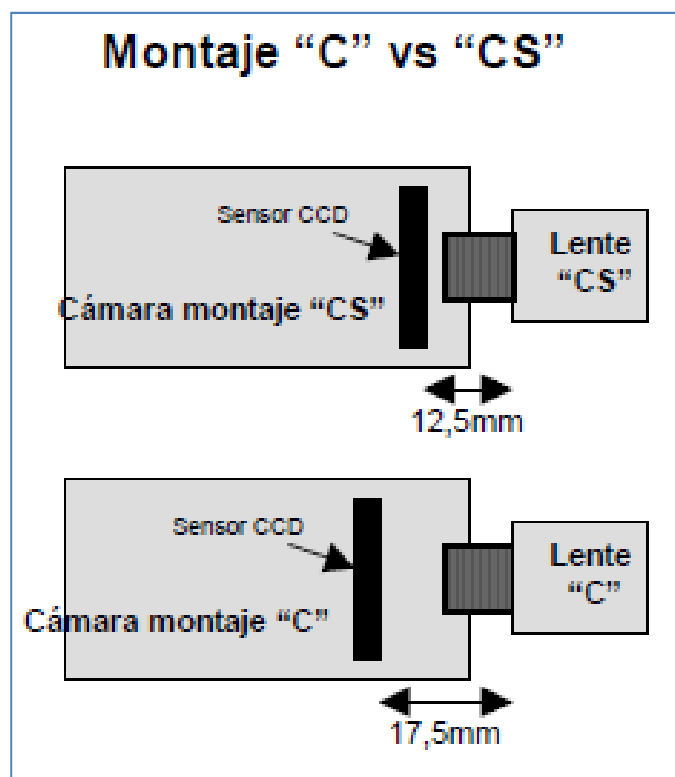 Montaje “C” vs “CS”
Sensor CCD
Lente
“CS”
Cámara montaje “CS”
12,5mm
Sensor CCD
Lente
“C”
Cámara montaje “C”
17,5mm